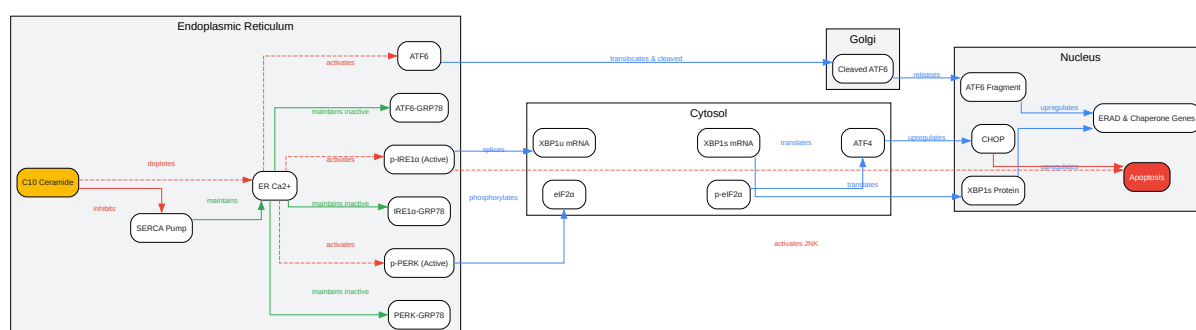 Endoplasmic Reticulum
C10 Ceramide
depletes
inhibits
SERCA Pump
maintains
ER Ca2+
activates
maintains inactive
activates
maintains inactive
activates
maintains inactive
ATF6
ATF6-GRP78
p-IRE1α (Active)
IRE1α-GRP78
p-PERK (Active)
PERK-GRP78
translocates & cleaved
splices
phosphorylates
Cytosol
XBP1u mRNA
eIF2α
XBP1s mRNA
p-eIF2α
translates
translates
ATF4
activates JNK
Golgi
Cleaved ATF6
releases
upregulates
Nucleus
ATF6 Fragment
CHOP
XBP1s Protein
upregulates
upregulates
ERAD & Chaperone Genes
Apoptosis